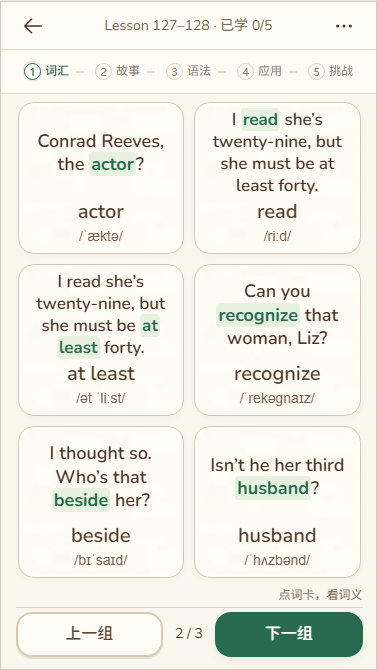 Lesson 127–128 · 已学 0/5
1 词汇 – 2 故事 – 3 语法 – 4 应用 – 5 挑战
Conrad Reeves,
the actor?
actor
/ˈæktə/
I read she's
twenty-nine, but
she must be at
least forty.
read
/riːd/
I read she's
twenty-nine, but
she must be at
least forty.
at least
/ət ˈliːst/
Can you
recognize that
woman, Liz?
recognize
/ˈrekəgnaɪz/
I thought so.
Who's that
beside her?
beside
/bɪˈsaɪd/
Isn't he her third
husband?
husband
/ˈhʌzbənd/
点词卡，看词义
上一组
2 / 3
下一组